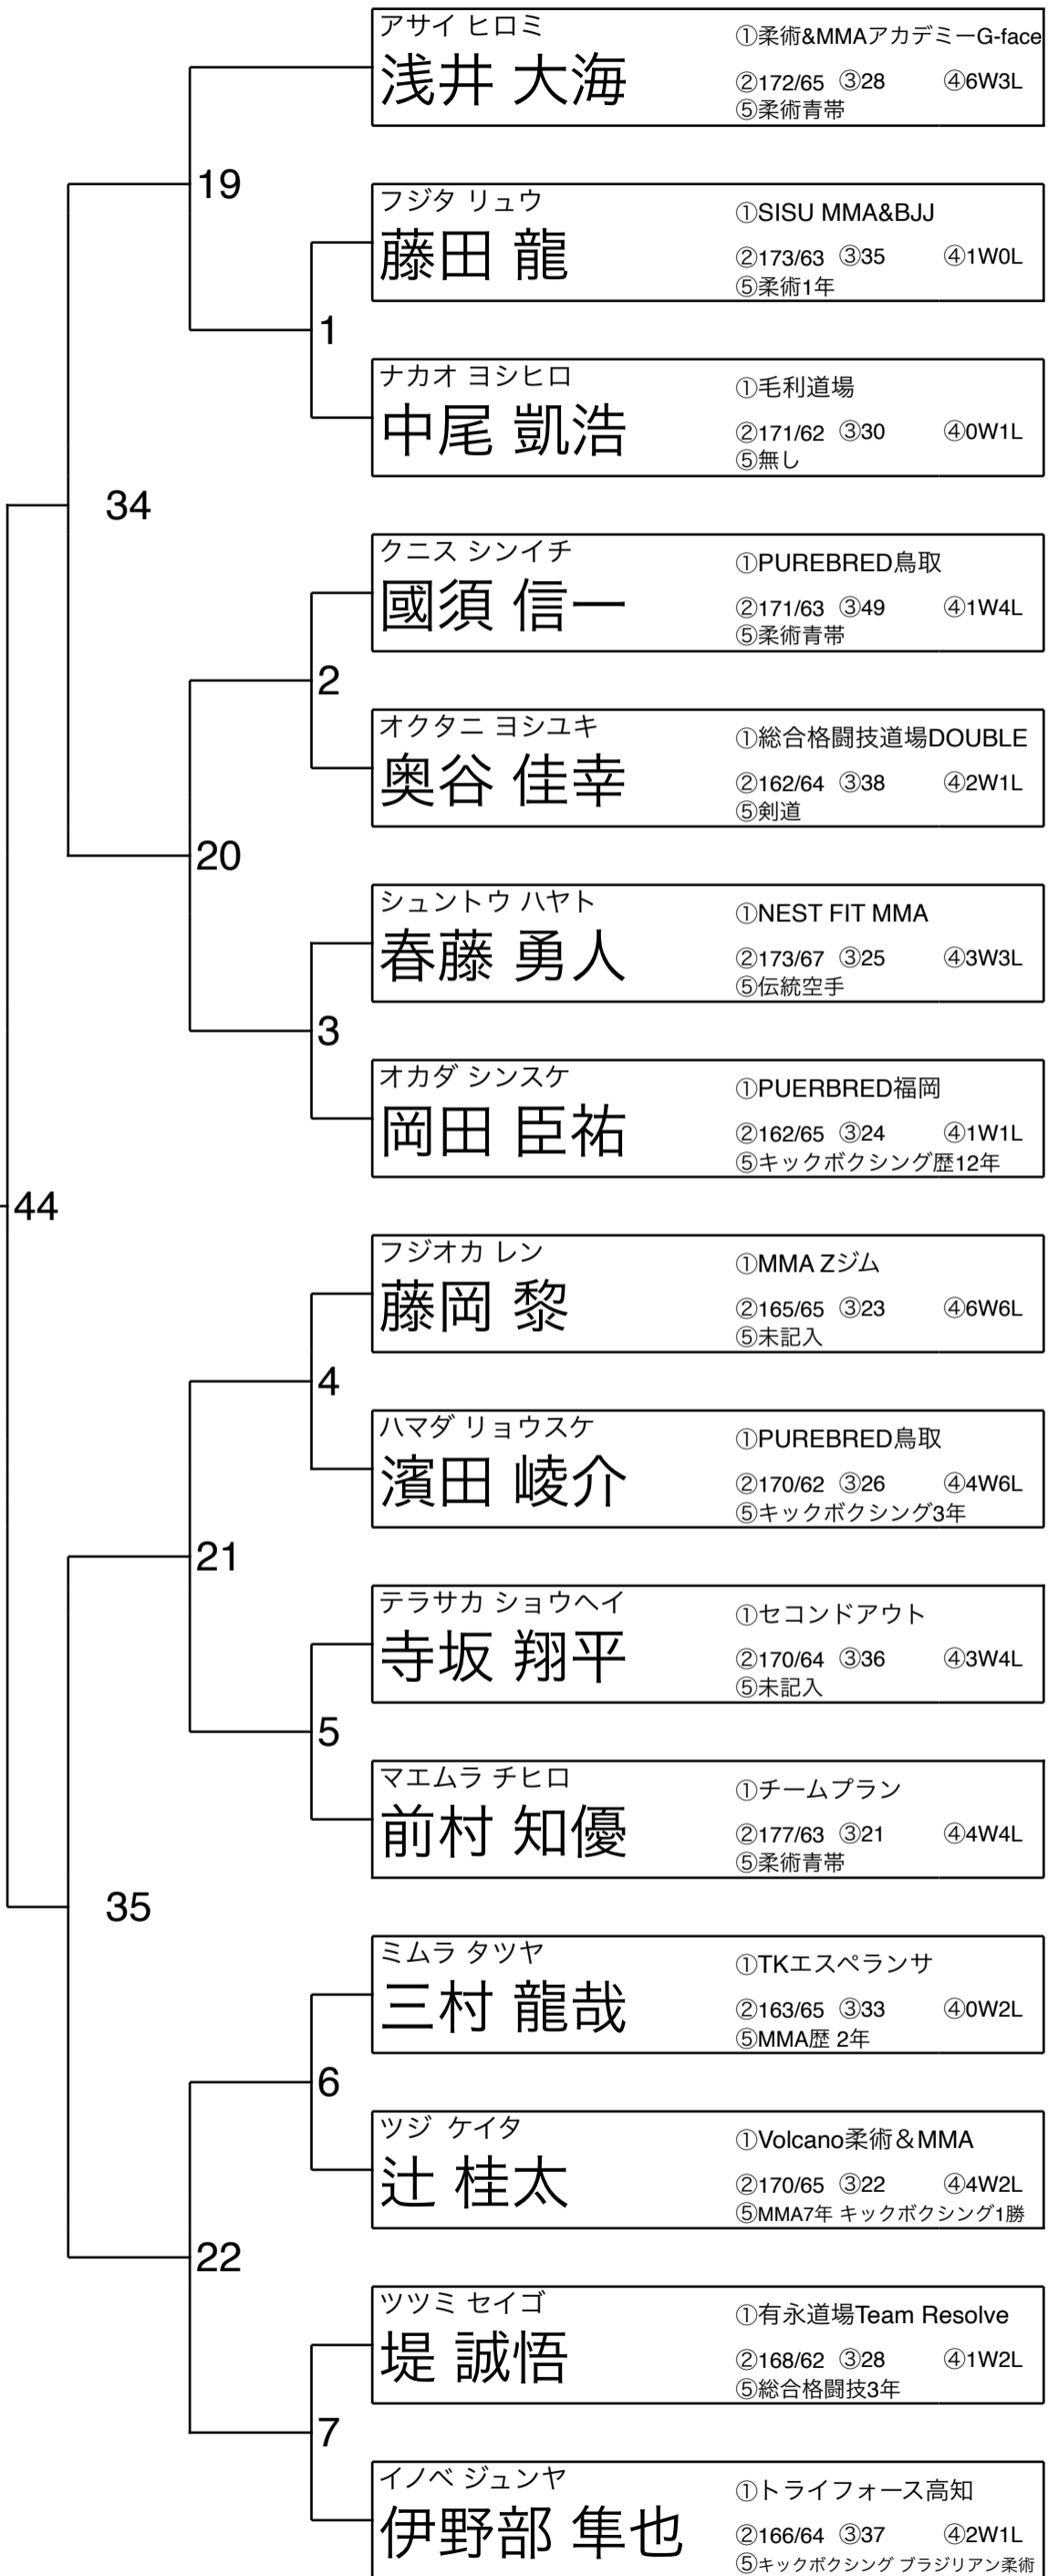 アサイ ヒロミ
①柔術&MMAアカデミーG-face
浅井 大海
②172/65 ③28 ④6W3L
⑤柔術青帯
19
フジタ リュウ
①SISU MMA&BJJ
藤田 龍
②173/63 ③35 ④1W0L
⑤柔術1年
1
ナカオ ヨシヒロ
①毛利道場
中尾 凱浩
②171/62 ③30 ④0W1L
⑤無し
34
クニス シンイチ
①PUREBRED鳥取
國須 信一
②171/63 ③49 ④1W4L
⑤柔術青帯
2
オクタニ ヨシユキ
①総合格闘技道場DOUBLE
奥谷 佳幸
②162/64 ③38 ④2W1L
⑤剣道
20
シュントウ ハヤト
①NEST FIT MMA
春藤 勇人
②173/67 ③25 ④3W3L
⑤伝統空手
3
オカダ シンスケ
①PUERBRED福岡
岡田 臣祐
②162/65 ③24 ④1W1L
⑤キックボクシング歴12年
44
フジオカ レン
①MMA Zジム
藤岡 黎
②165/65 ③23 ④6W6L
⑤未記入
4
ハマダ リョウスケ
①PUREBRED鳥取
濱田 崚介
②170/62 ③26 ④4W6L
⑤キックボクシング3年
21
テラサカ ショウヘイ
①セコンドアウト
寺坂 翔平
②170/64 ③36 ④3W4L
⑤未記入
5
マエムラ チヒロ
①チームプラン
前村 知優
②177/63 ③21 ④4W4L
⑤柔術青帯
35
ミムラ タツヤ
①TKエスペランサ
三村 龍哉
②163/65 ③33 ④0W2L
⑤MMA歴 2年
6
ツジ ケイタ
①Volcano柔術＆MMA
辻 桂太
②170/65 ③22 ④4W2L
⑤MMA7年 キックボクシング1勝
22
ツツミ セイゴ
①有永道場Team Resolve
堤 誠悟
②168/62 ③28 ④1W2L
⑤総合格闘技3年
7
イノベ ジュンヤ
①トライフォース高知
伊野部 隼也
②166/64 ③37 ④2W1L
⑤キックボクシング ブラジリアン柔術